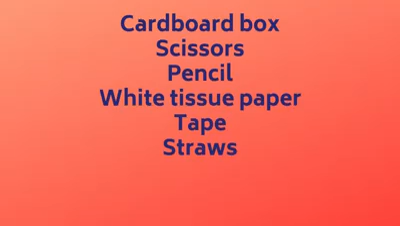 Cardboard box
Scissors
Pencil
White tissue paper
Tape
Straws